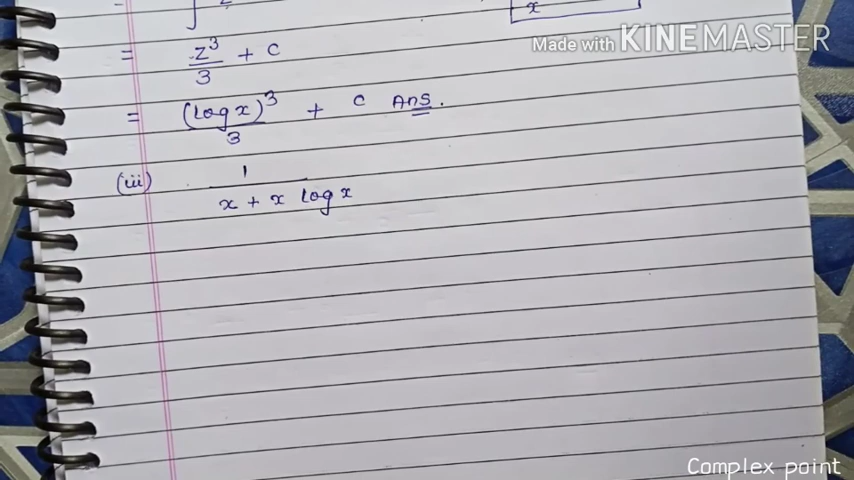 x
Made with KINEMASTER
= z³/3 + c
= (log x)³/3 + c Ans.
(iii) 1/(x + x log x)
Complex point